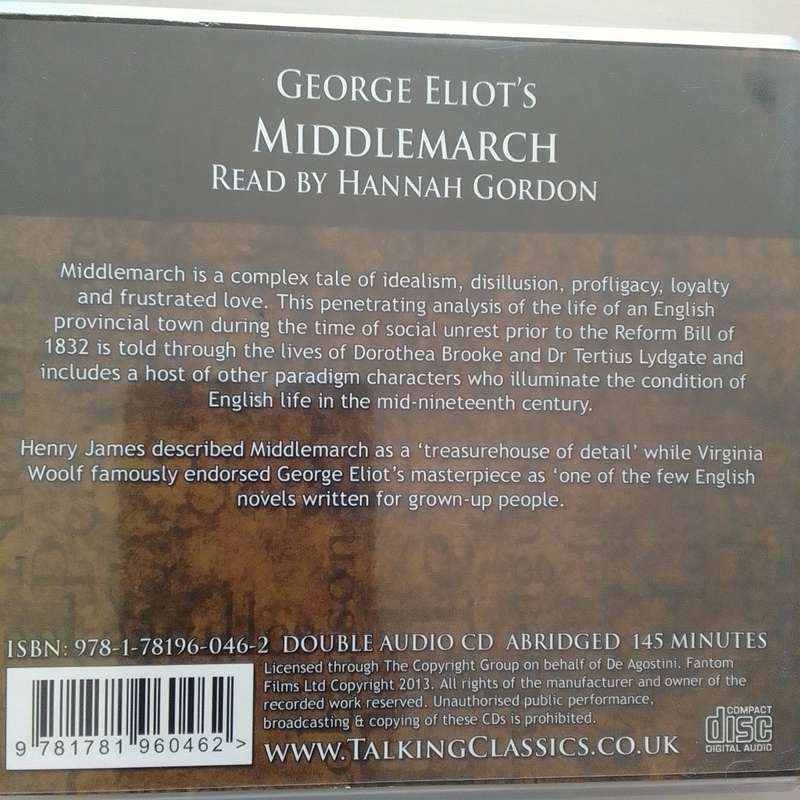 GEORGE ELIOT'S
MIDDLEMARCH
READ BY HANNAH GORDON
Middlemarch is a complex tale of idealism, disillusion, profligacy, loyalty
and frustrated love. This penetrating analysis of the life of an English
provincial town during the time of social unrest prior to the Reform Bill of
1832 is told through the lives of Dorothea Brooke and Dr Tertius Lydgate and
includes a host of other paradigm characters who illuminate the condition of
English life in the mid-nineteenth century.
Henry James described Middlemarch as a 'treasurehouse of detail' while Virginia
Woolf famously endorsed George Eliot's masterpiece as 'one of the few English
novels written for grown-up people.
ISBN: 978-1-78196-046-2 DOUBLE AUDIO CD ABRIDGED 145 MINUTES
Licensed through The Copyright Group on behalf of De Agostini. Fantom
Films Ltd Copyright 2013. All rights of the manufacturer and owner of the
recorded work reserved. Unauthorised public performance,
broadcasting & copying of these CDs is prohibited.
9 781781 960462 >
WWW.TALKINGCLASSICS.CO.UK
COMPACT
disc
DIGITAL AUDIO